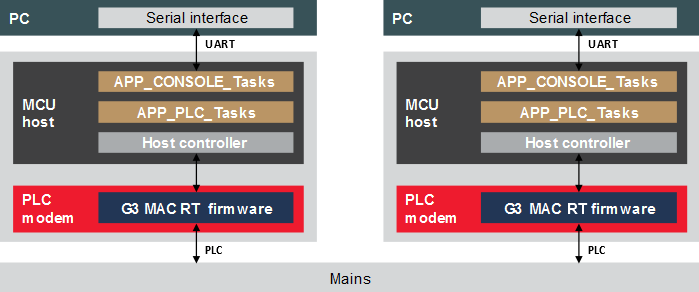 PC
Serial interface
UART
MCU
host
APP_CONSOLE_Tasks
APP_PLC_Tasks
Host controller
PLC
modem
G3 MAC RT firmware
PLC
PC
Serial interface
UART
MCU
host
APP_CONSOLE_Tasks
APP_PLC_Tasks
Host controller
PLC
modem
G3 MAC RT firmware
PLC
Mains